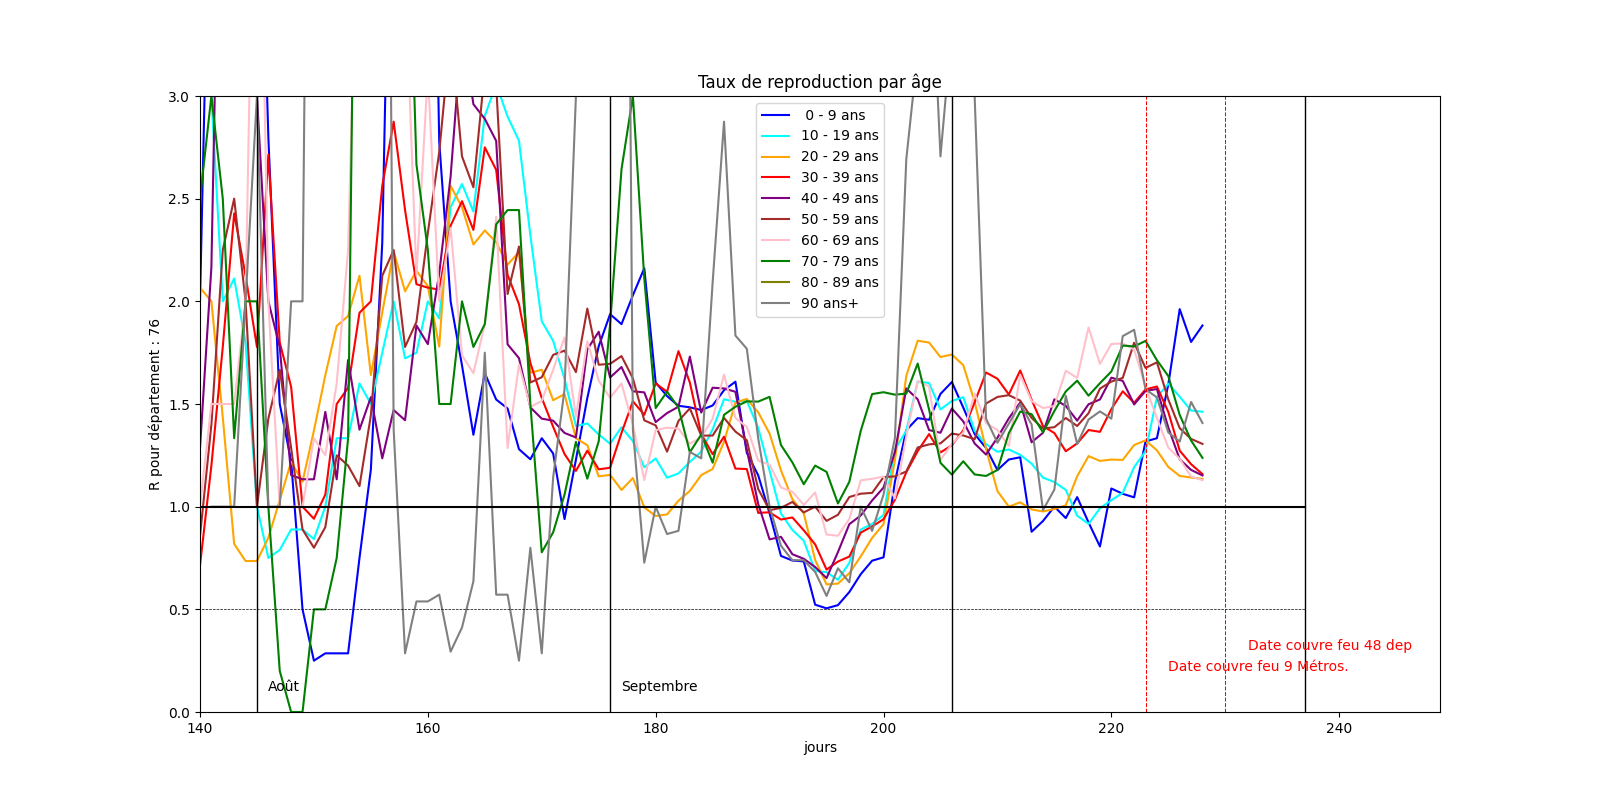 Taux de reproduction par âge
R pour département : 76
3.0
2.5
2.0
1.5
1.0
0.5
0.0
0 - 9 ans
10 - 19 ans
20 - 29 ans
30 - 39 ans
40 - 49 ans
50 - 59 ans
60 - 69 ans
70 - 79 ans
80 - 89 ans
90 ans+
Date couvre feu 48 dep
Date couvre feu 9 Métros.
Août
Septembre
140
160
180
200
220
240
jours